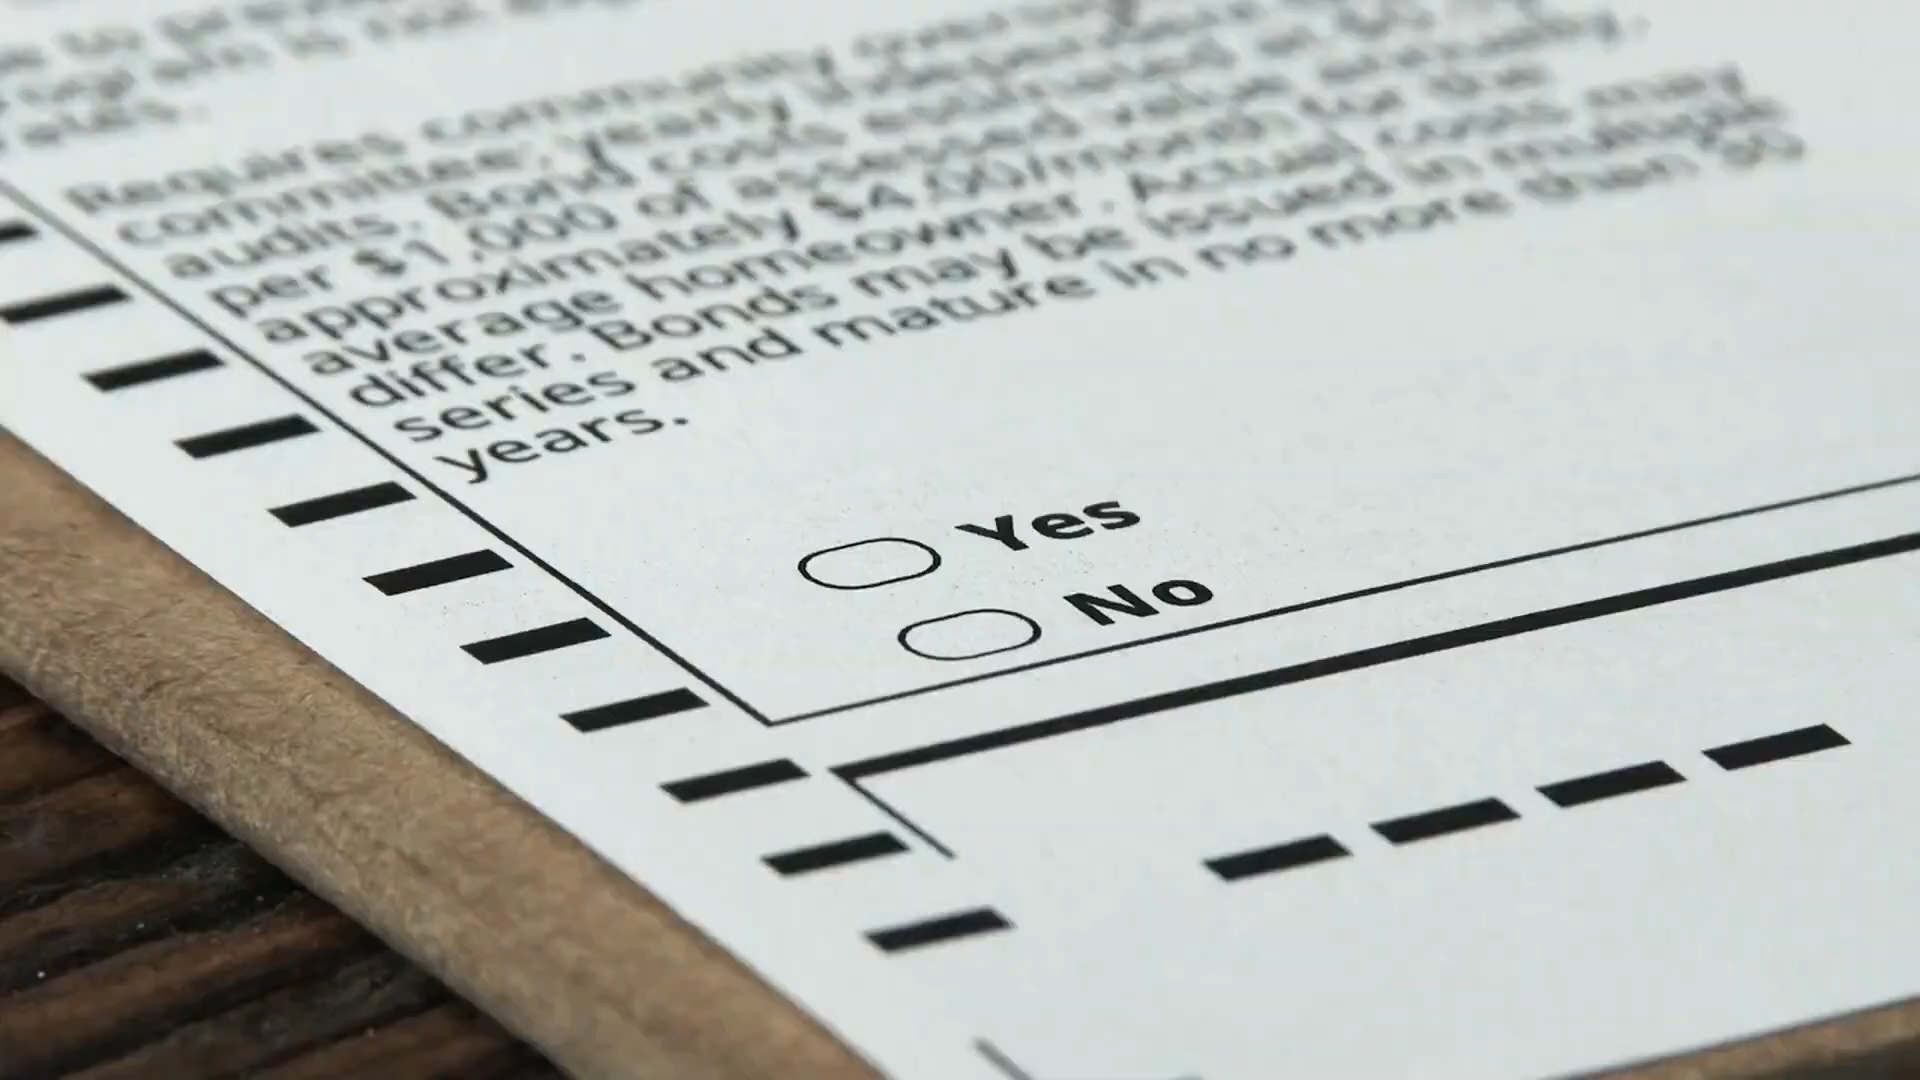 Requires community
committee, yearly
audits. Bond costs estimated at
per $1,000 of assessed value annually,
approximately $4.00/month for the
average homeowner. Actual costs may
differ. Bonds may be issued in multiple
series and mature in no more than 30
years.
Yes
No